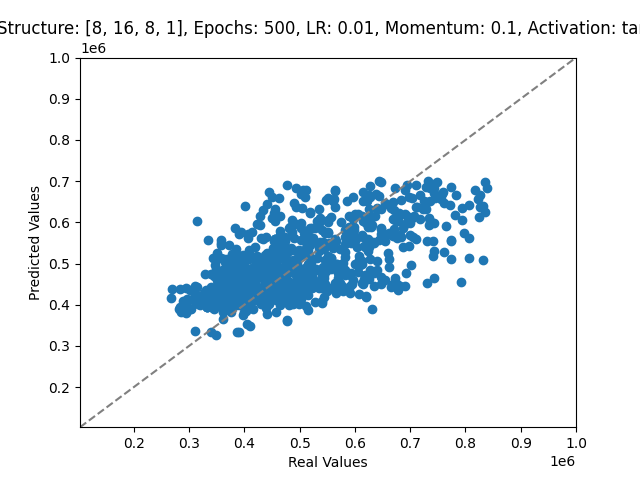 Structure: [8, 16, 8, 1], Epochs: 500, LR: 0.01, Momentum: 0.1, Activation: ta
1e6
1.0
0.9
0.8
0.7
0.6
0.5
0.4
0.3
0.2
Predicted Values
0.2 0.3 0.4 0.5 0.6 0.7 0.8 0.9 1.0
Real Values
1e6